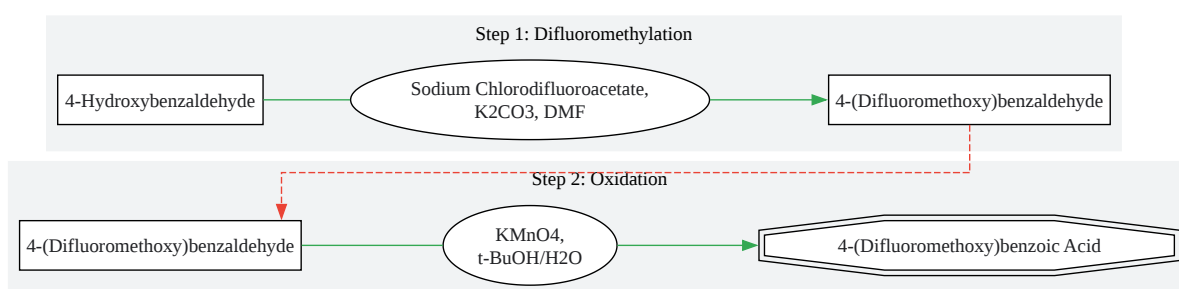 Step 1: Difluoromethylation
4-Hydroxybenzaldehyde
Sodium Chlorodifluoroacetate,
K2CO3, DMF
4-(Difluoromethoxy)benzaldehyde
Step 2: Oxidation
4-(Difluoromethoxy)benzaldehyde
KMnO4,
t-BuOH/H2O
4-(Difluoromethoxy)benzoic Acid